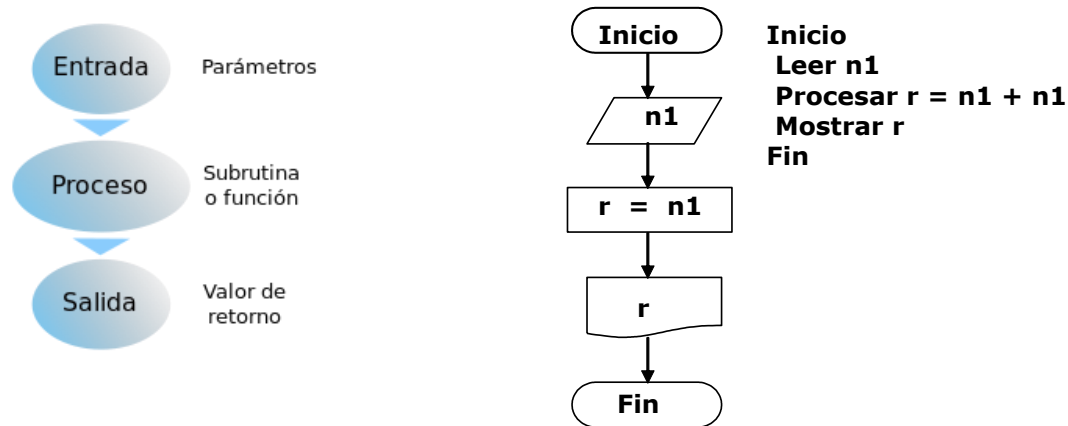 Entrada
Parámetros
Proceso
Subrutina
o función
Salida
Valor de
retorno
Inicio
n1
r = n1
r
Fin
Inicio
Leer n1
Procesar r = n1 + n1
Mostrar r
Fin